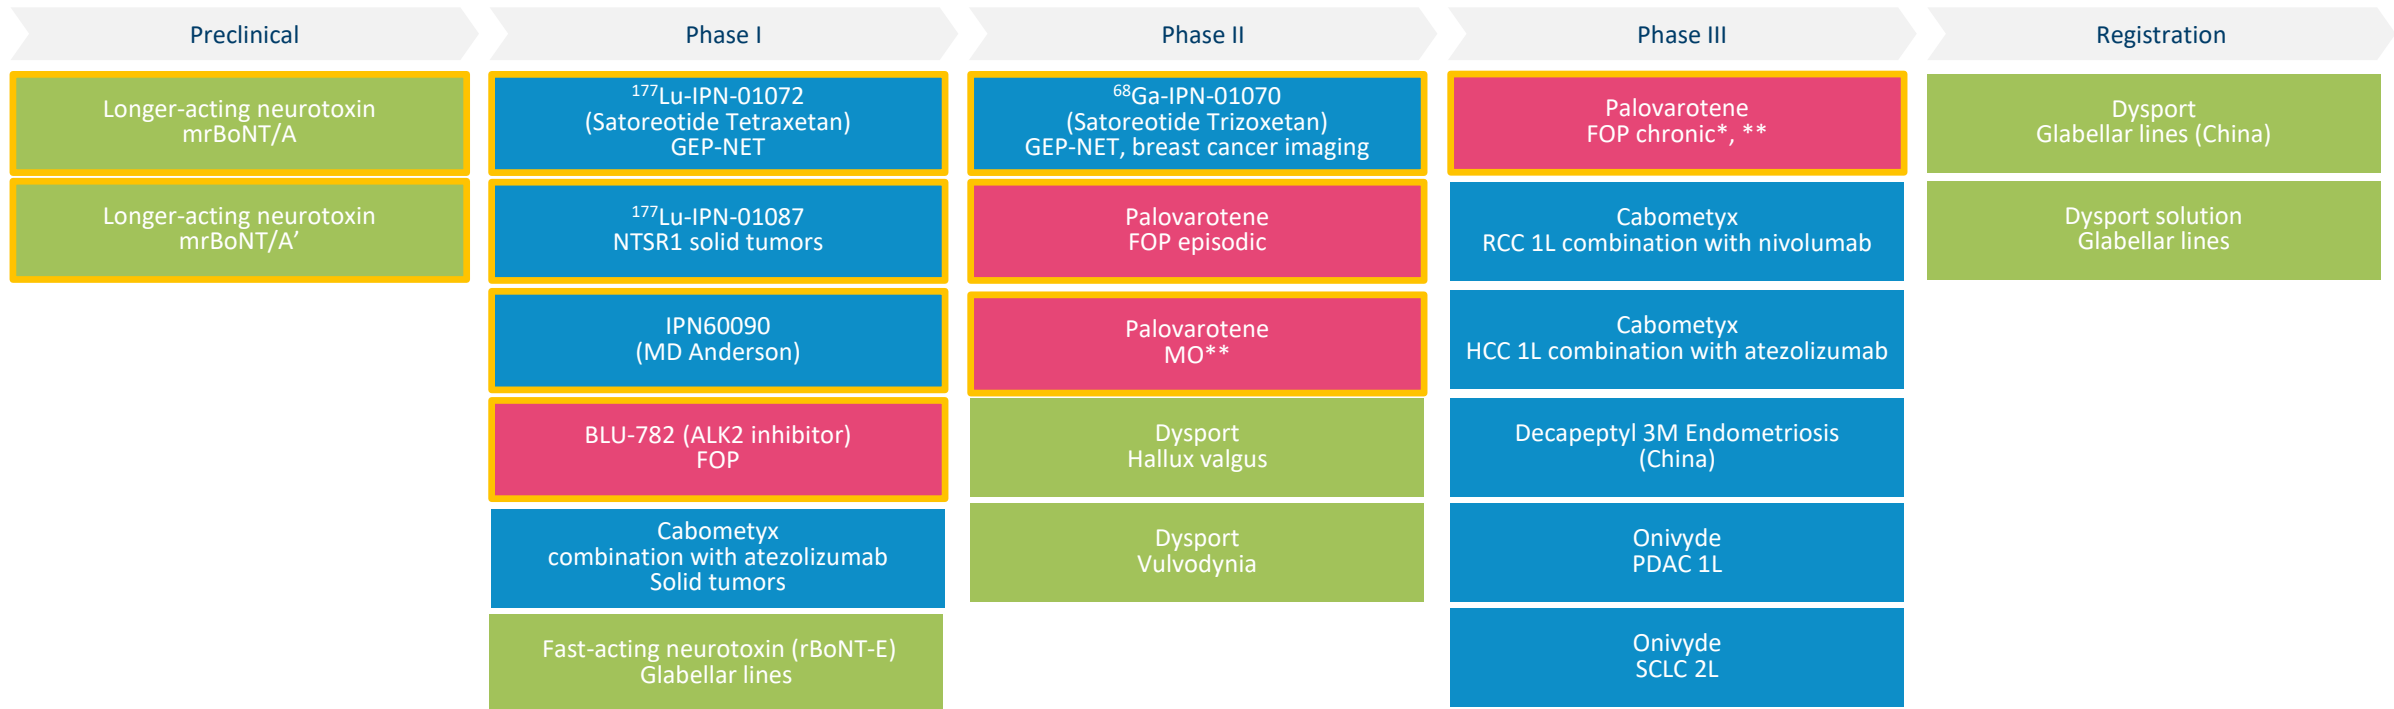 Preclinical
Phase I
Phase II
Phase III
Registration
Longer-acting neurotoxin
mrBoNT/A
Longer-acting neurotoxin
mrBoNT/A’
177Lu-IPN-01072
(Satoreotide Tetraxetan)
GEP-NET
177Lu-IPN-01087
NTSR1 solid tumors
IPN60090
(MD Anderson)
BLU-782 (ALK2 inhibitor)
FOP
Cabometyx
combination with atezolizumab
Solid tumors
Fast-acting neurotoxin (rBoNT-E)
Glabellar lines
68Ga-IPN-01070
(Satoreotide Trizoxetan)
GEP-NET, breast cancer imaging
Palovarotene
FOP episodic
Palovarotene
MO**
Dysport
Hallux valgus
Dysport
Vulvodynia
Palovarotene
FOP chronic*, **
Cabometyx
RCC 1L combination with nivolumab
Cabometyx
HCC 1L combination with atezolizumab
Decapeptyl 3M Endometriosis
(China)
Onivyde
PDAC 1L
Onivyde
SCLC 2L
Dysport
Glabellar lines (China)
Dysport solution
Glabellar lines